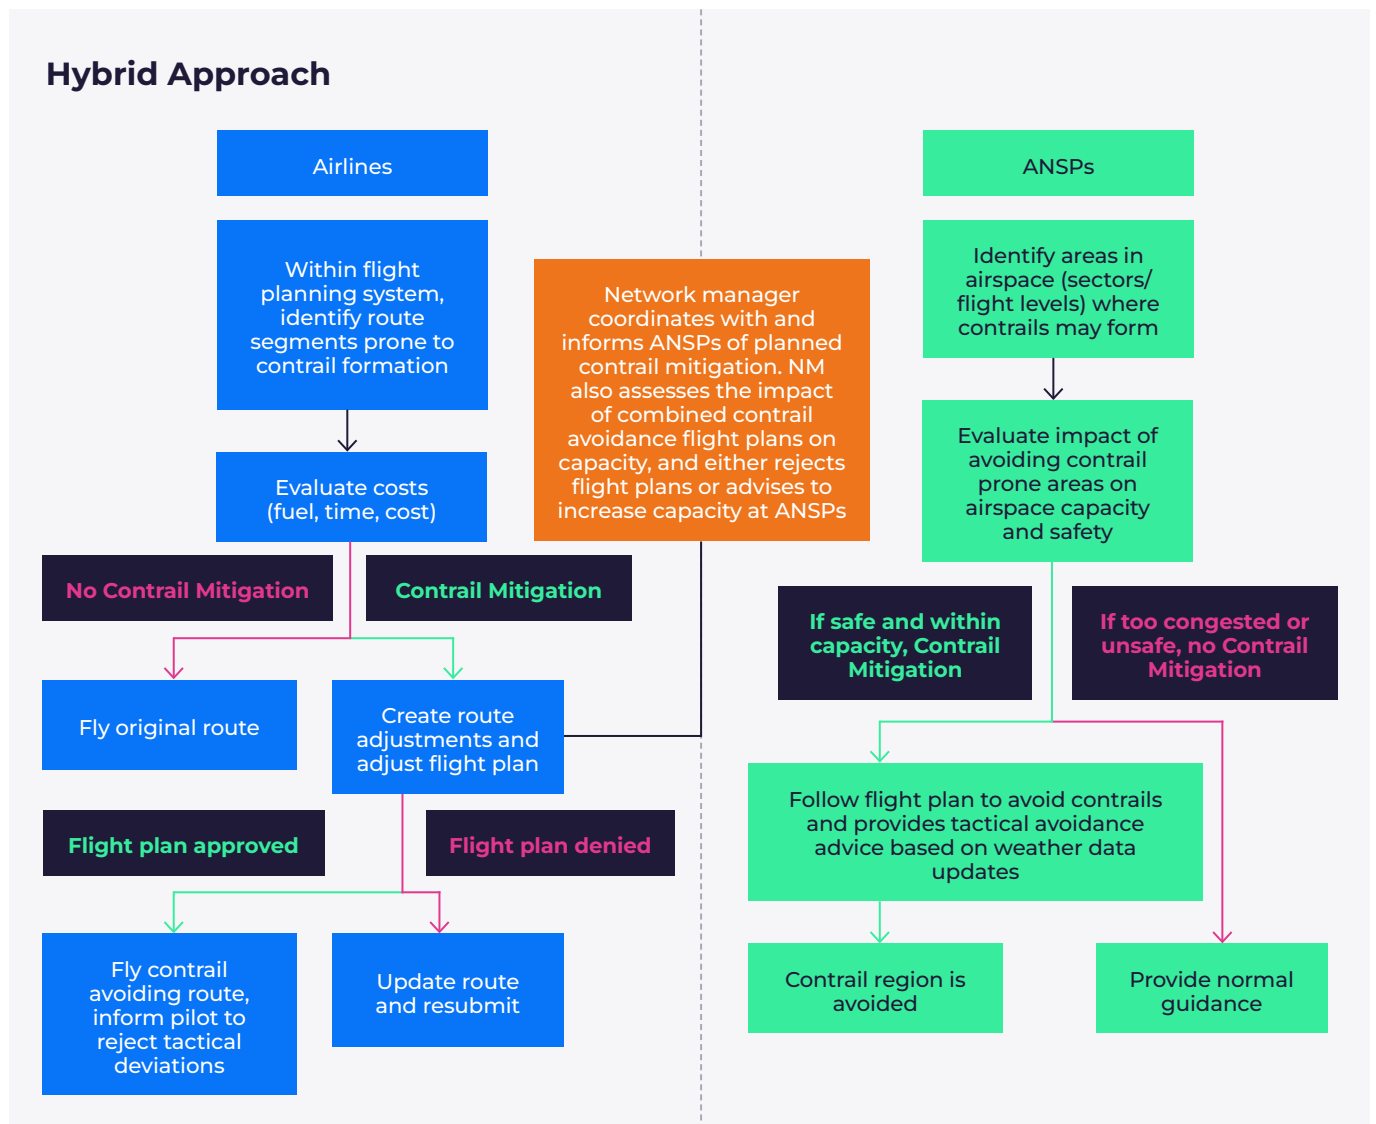 Hybrid Approach
Airlines
Within flight
planning system,
identify route
segments prone to
contrail formation
Evaluate costs
(fuel, time, cost)
No Contrail Mitigation
Contrail Mitigation
Fly original route
Create route
adjustments and
adjust flight plan
Flight plan approved
Flight plan denied
Fly contrail
avoiding route,
inform pilot to
reject tactical
deviations
Update route
and resubmit
Network manager
coordinates with and
informs ANSPs of planned
contrail mitigation. NM
also assesses the impact
of combined contrail
avoidance flight plans on
capacity, and either rejects
flight plans or advises to
increase capacity at ANSPs
ANSPs
Identify areas in
airspace (sectors/
flight levels) where
contrails may form
Evaluate impact of
avoiding contrail
prone areas on
airspace capacity
and safety
If safe and within
capacity, Contrail
Mitigation
If too congested or
unsafe, no Contrail
Mitigation
Follow flight plan to avoid contrails
and provides tactical avoidance
advice based on weather data
updates
Contrail region is
avoided
Provide normal
guidance